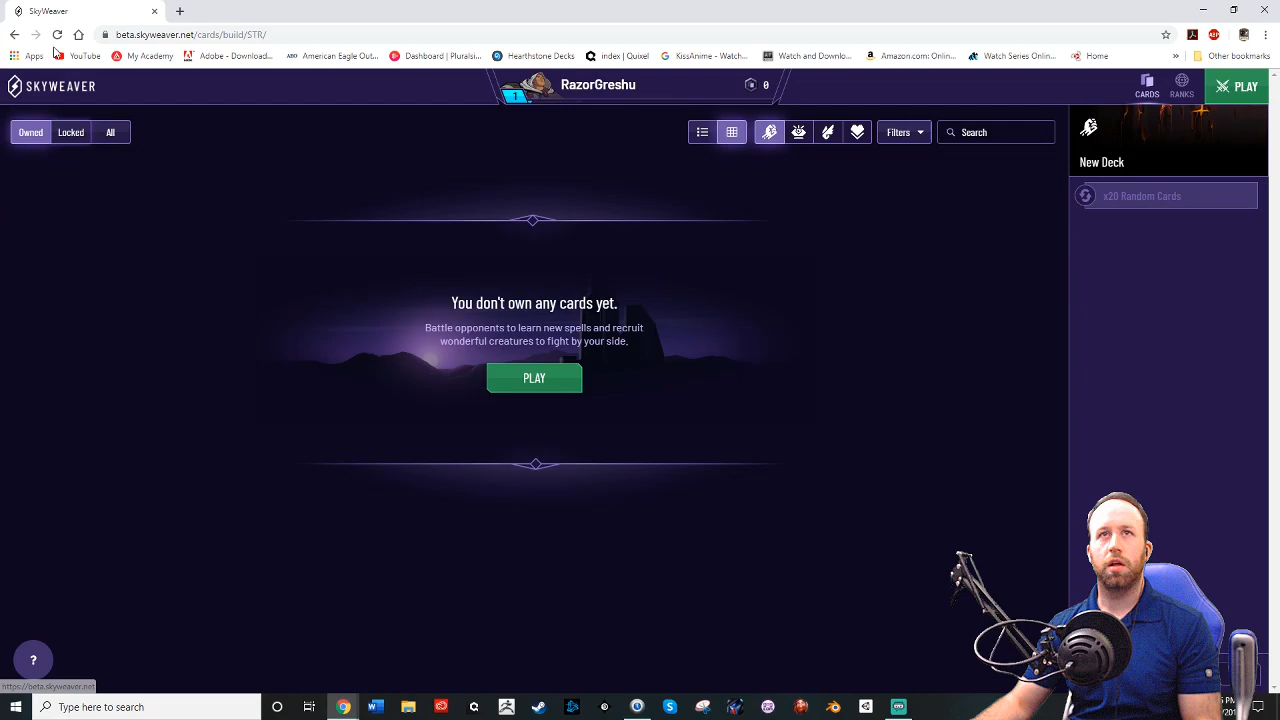 SkyWeaver
beta.skyweaver.net/cards/build/STR/
Apps YouTube My Academy Adobe - Download... American Eagle Out... Dashboard | Pluralsi... Hearthstone Decks index | Quixel KissAnime - Watch... Watch and Downlo... Amazon.com: Onlin... Watch Series Onlin... Home » Other bookmarks
SKYWEAVER
1
RazorGreshu
0
CARDS
RANKS
PLAY
Owned Locked All
Filters
Search
New Deck
x20 Random Cards
You don't own any cards yet.
Battle opponents to learn new spells and recruit
wonderful creatures to fight by your side.
PLAY
?
https://beta.skyweaver.net
Type here to search